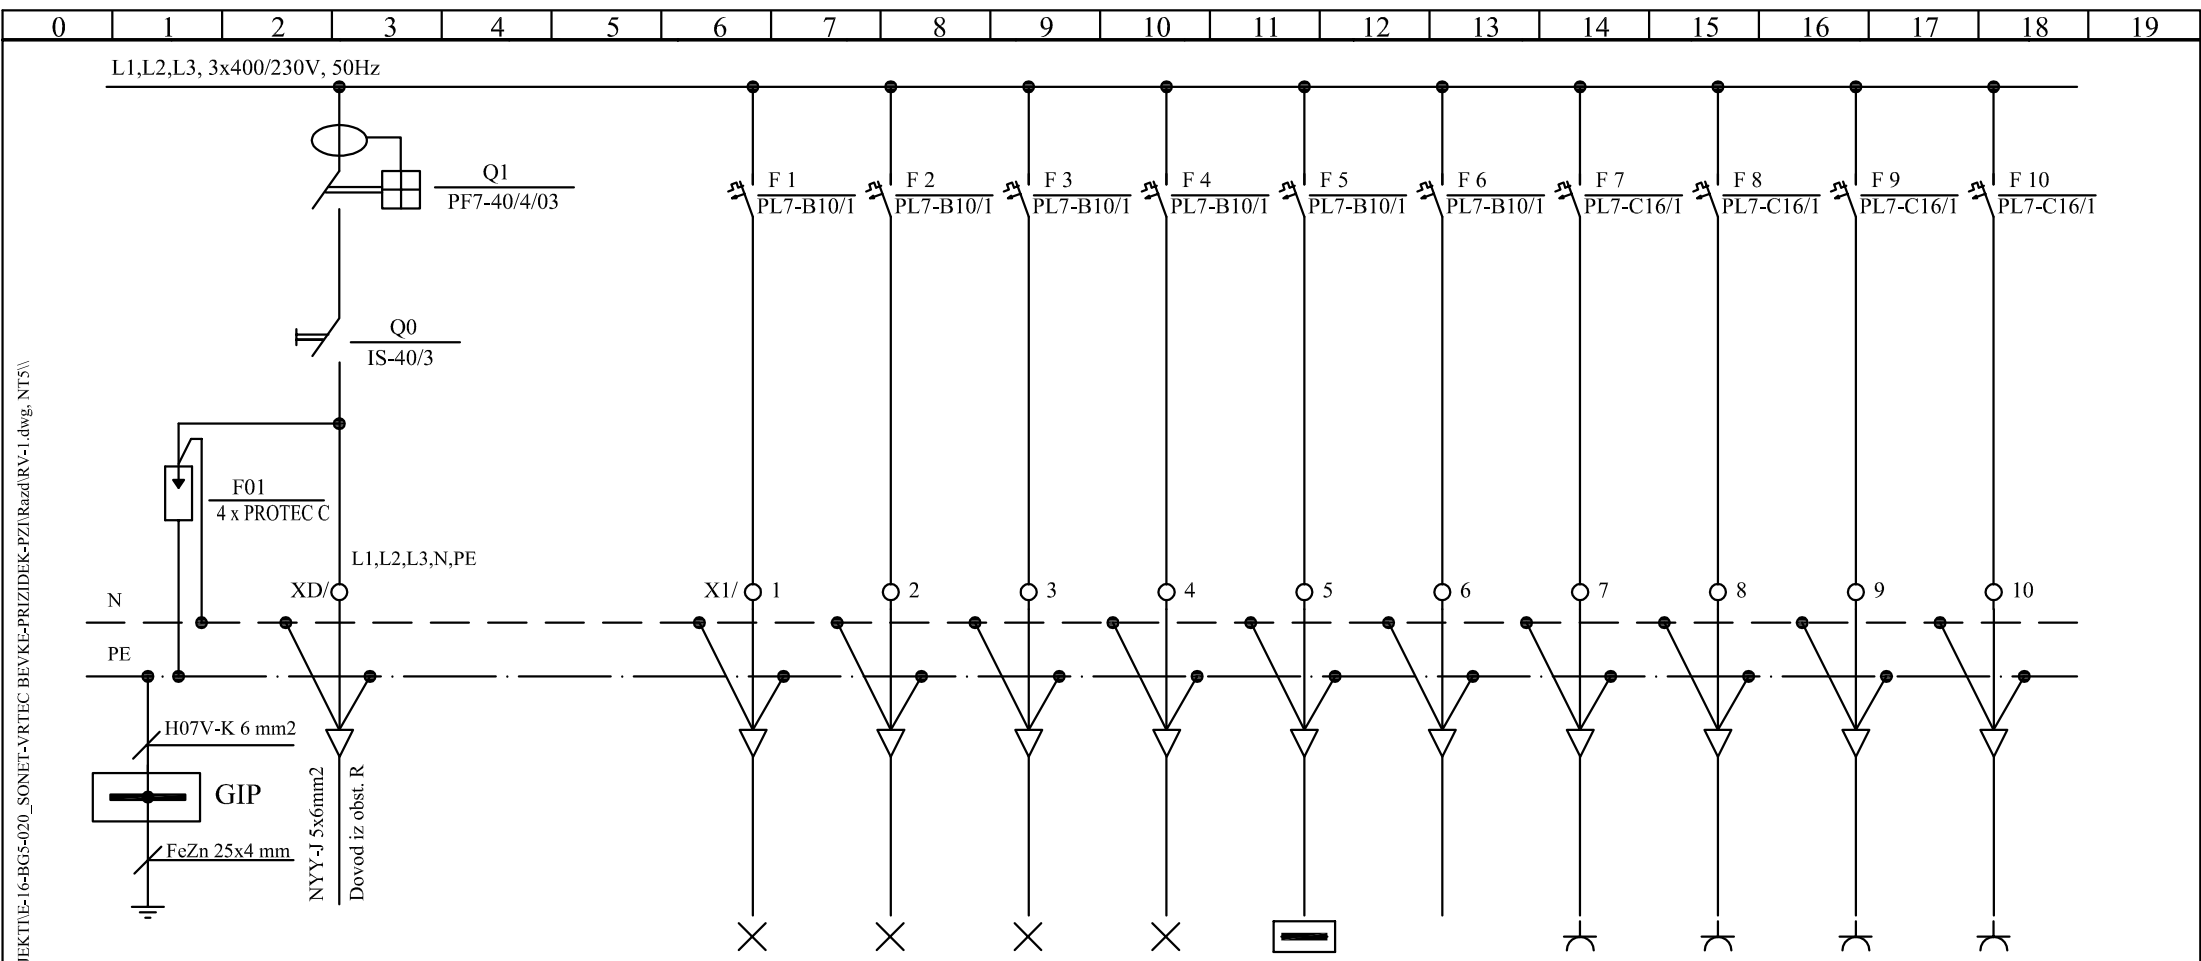 0 1 2 3 4 5 6 7 8 9 10 11 12 13 14 15 16 17 18 19
L1,L2,L3, 3x400/230V, 50Hz
Q1
PF7-40/4/03
F 1
PL7-B10/1
F 2
PL7-B10/1
F 3
PL7-B10/1
F 4
PL7-B10/1
F 5
PL7-B10/1
F 6
PL7-B10/1
F 7
PL7-C16/1
F 8
PL7-C16/1
F 9
PL7-C16/1
F 10
PL7-C16/1
Q0
IS-40/3
F01
4 x PROTEC C
L1,L2,L3,N,PE
XD/
X1/ 1 2 3 4 5 6 7 8 9 10
N
PE
H07V-K 6 mm2
GIP
FeZn 25x4 mm
NYY-J 5x6mm2
Dovod iz obst. R
JEKTI\E-16-BG5-020_SONET-VRTEC BEVKE-PRIZIDEK-PZI\Razd\RV-1.dwg, NT5\\